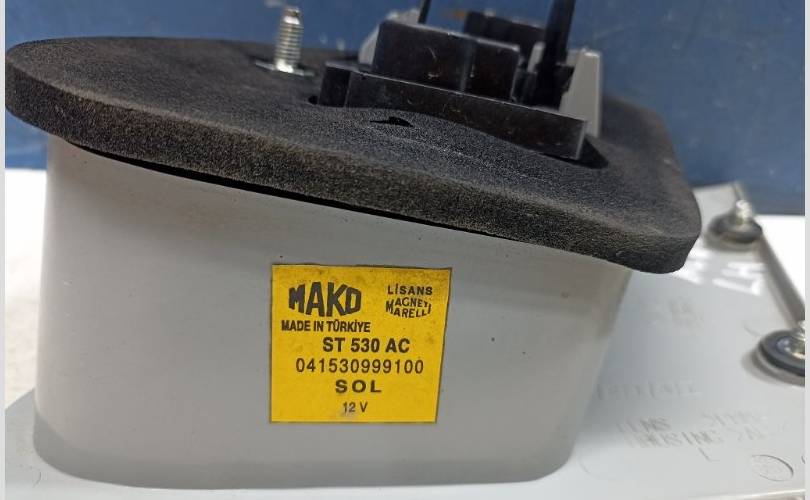 MAKO
LİSANS
MAGNETI
MARELLI
MADE IN TÜRKİYE
ST 530 AC
041530999100
SOL
12 V
L